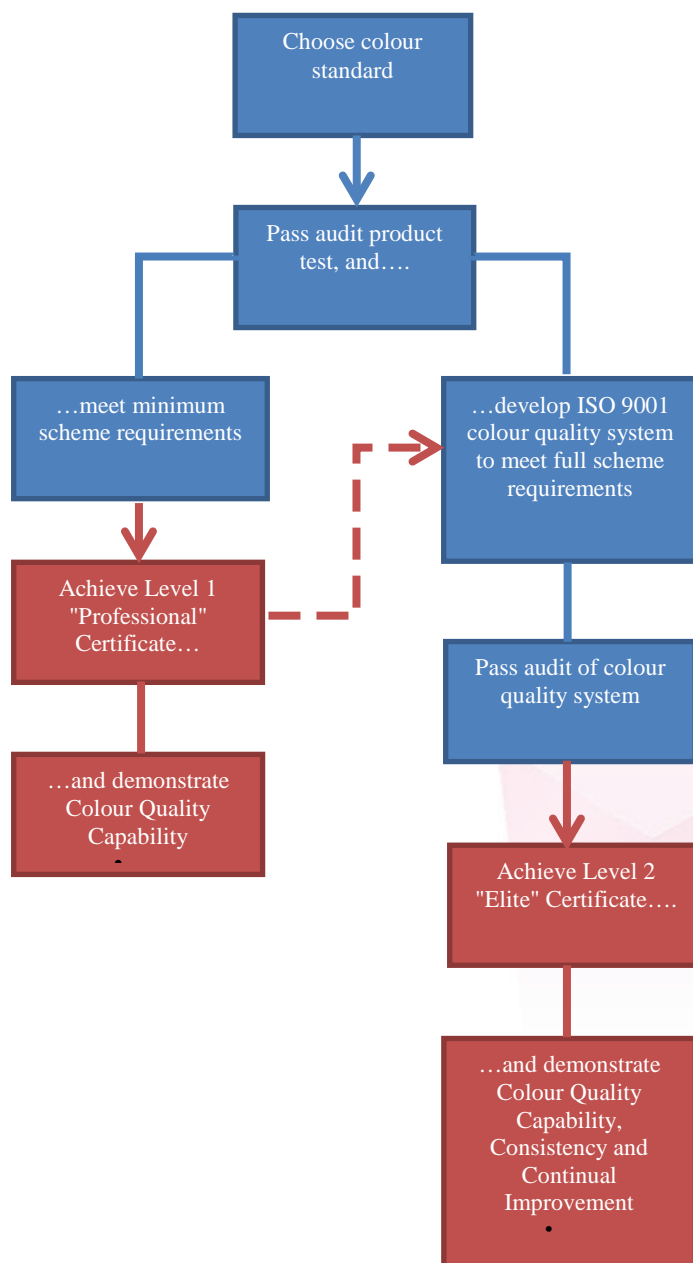 Choose colour
standard
Pass audit product
test, and….
…meet minimum
scheme requirements
…develop ISO 9001
colour quality system
to meet full scheme
requirements
Achieve Level 1
"Professional"
Certificate…
Pass audit of colour
quality system
…and demonstrate
Colour Quality
Capability
Achieve Level 2
"Elite" Certificate….
…and demonstrate
Colour Quality
Capability,
Consistency and
Continual
Improvement